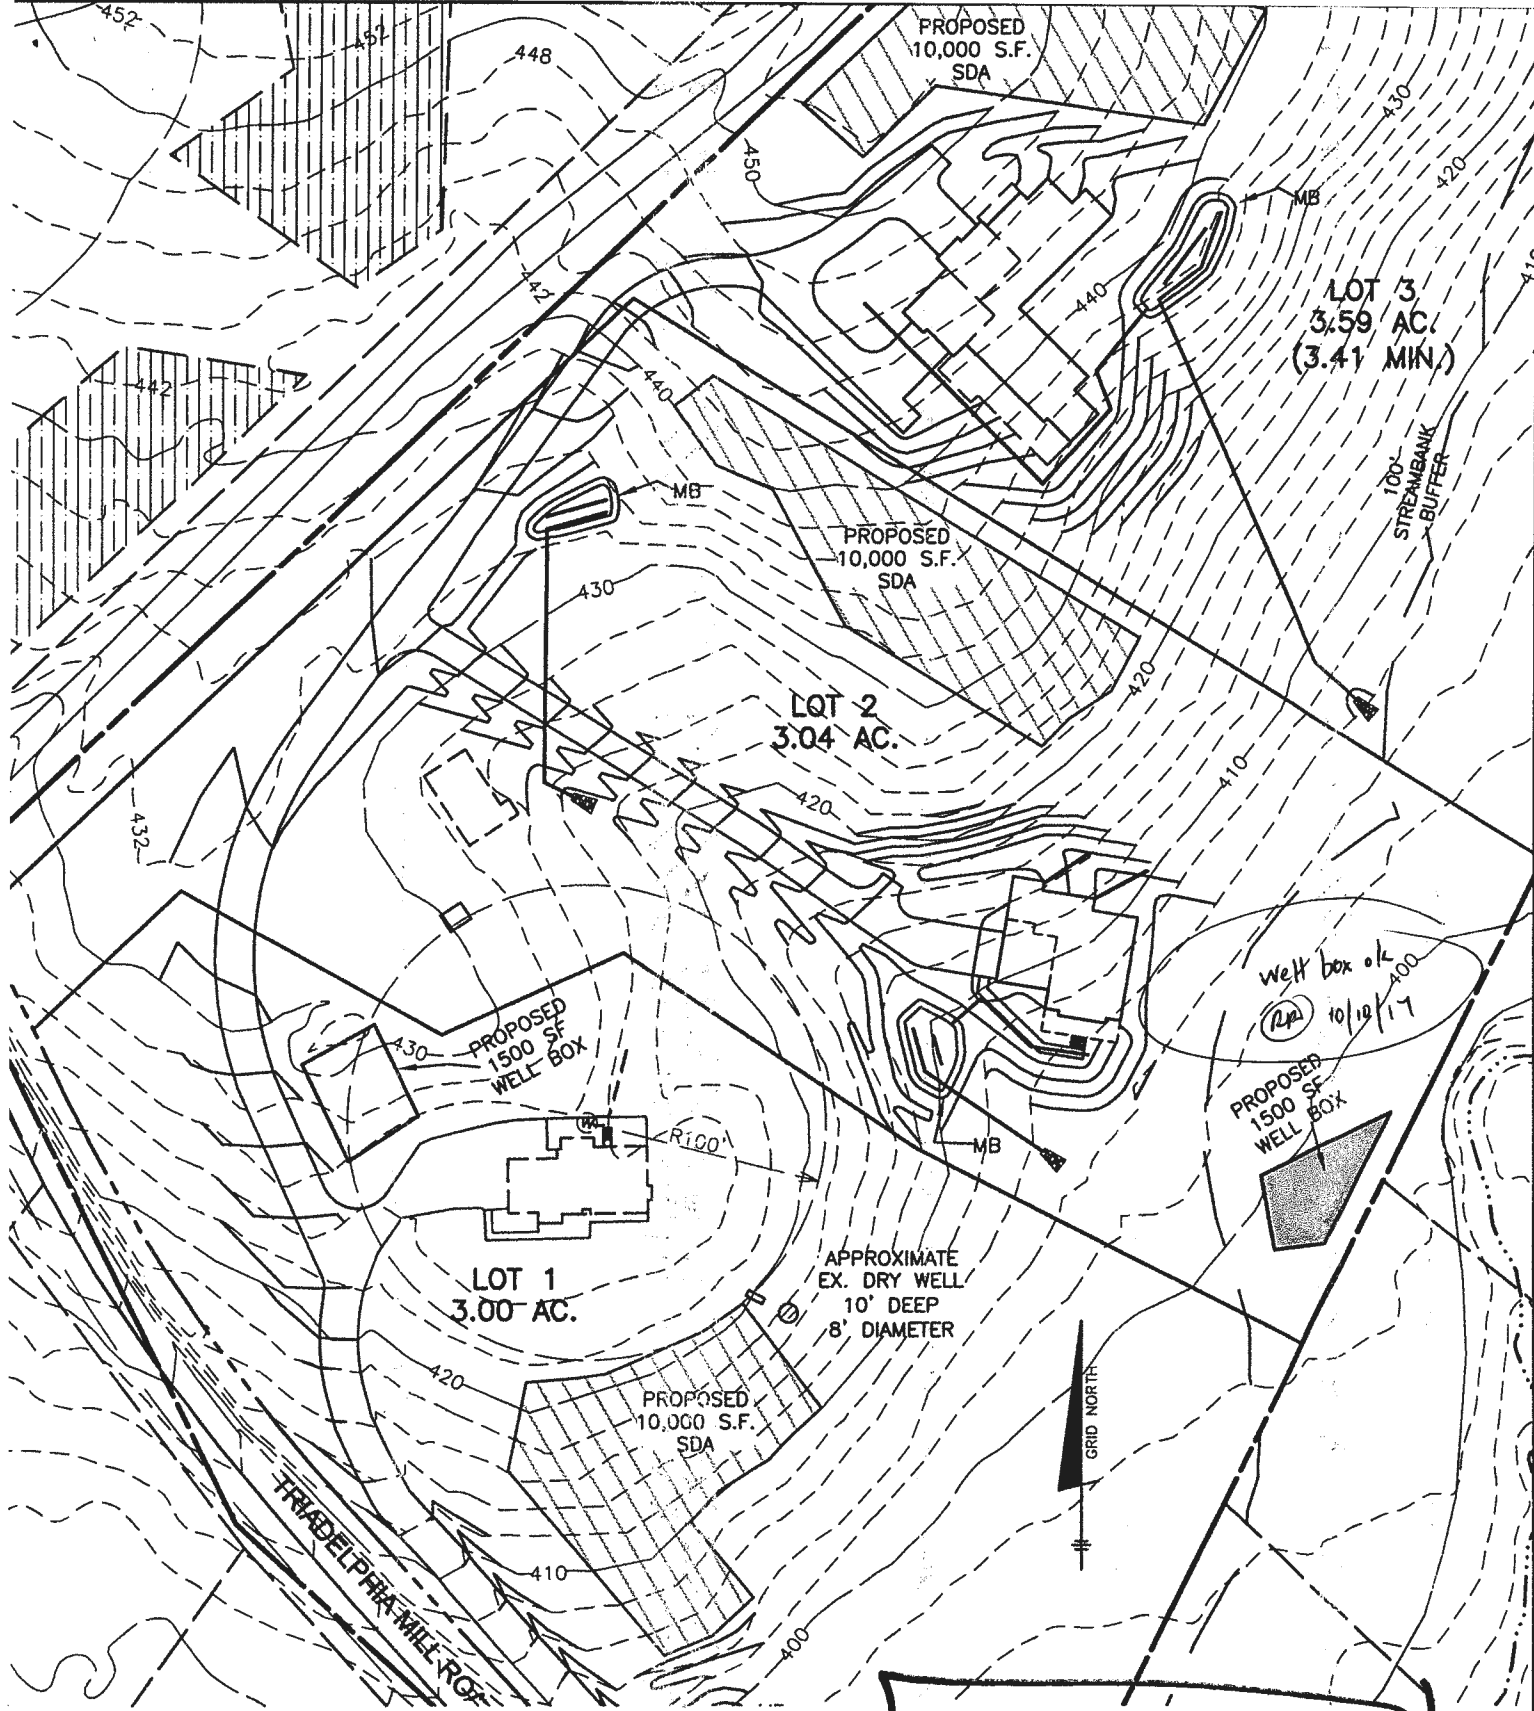 452
452
448
PROPOSED
10,000 S.F.
SDA
430
420
450
MB
410
442
440
LOT 3
3.59 AC.
(3.41 MIN.)
442
440
MB
100'
STREAMBANK
BUFFER
PROPOSED
10,000 S.F.
SDA
430
420
LOT 2
3.04 AC.
410
420
432
well box ok
RR 10/10/17
400
PROPOSED
1500 SF
WELL BOX
430
PROPOSED
1500 SF
WELL BOX
R100'
MB
LOT 1
3.00 AC.
APPROXIMATE
EX. DRY WELL
10' DEEP
8' DIAMETER
420
PROPOSED
10,000 S.F.
SDA
GRID NORTH
410
TRIADELPHIA MILL ROA
400